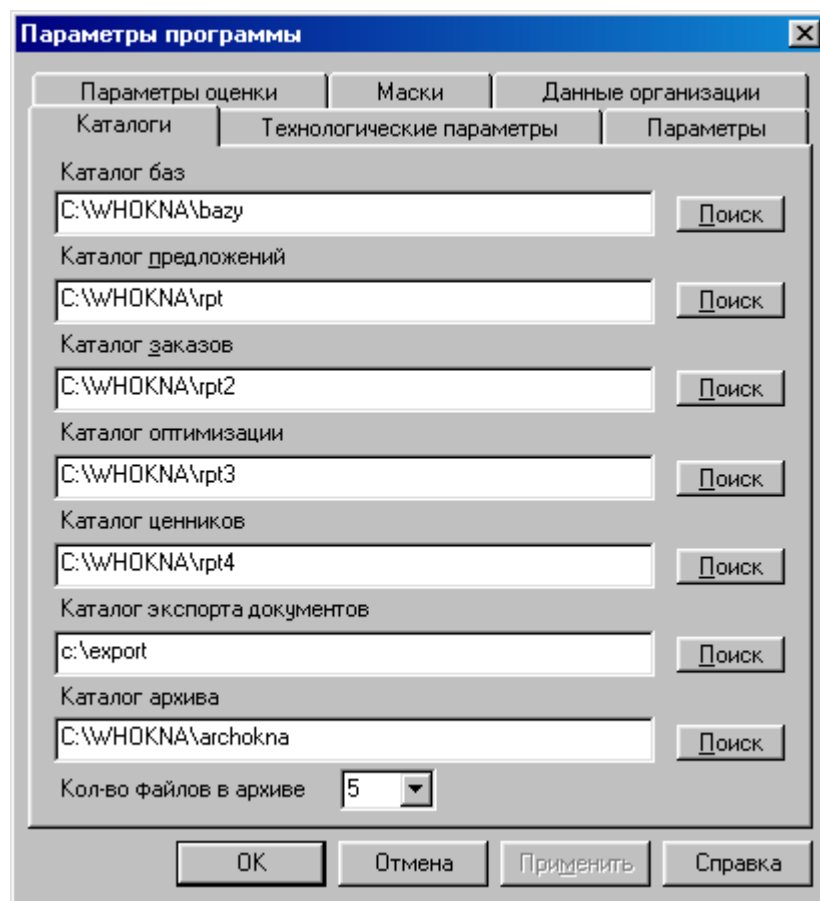 Параметры программы
Параметры оценки Маски Данные организации
Каталоги Технологические параметры Параметры
Каталог баз
C:\WHOKNA\bazy Поиск
Каталог предложений
C:\WHOKNA\rpt Поиск
Каталог заказов
C:\WHOKNA\rpt2 Поиск
Каталог оптимизации
C:\WHOKNA\rpt3 Поиск
Каталог ценников
C:\WHOKNA\rpt4 Поиск
Каталог экспорта документов
c:\export Поиск
Каталог архива
C:\WHOKNA\archokna Поиск
Кол-во файлов в архиве 5
OK Отмена Применить Справка